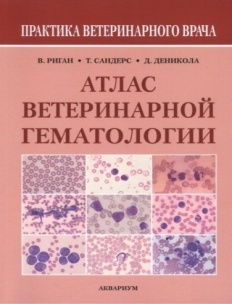 ПРАКТИКА ВЕТЕРИНАРНОГО ВРАЧА
В. РИГАН • Т. САНДЕРС • Д. ДЕНИКОЛА
АТЛАС
ВЕТЕРИНАРНОЙ
ГЕМАТОЛОГИИ
АКВАРИУМ